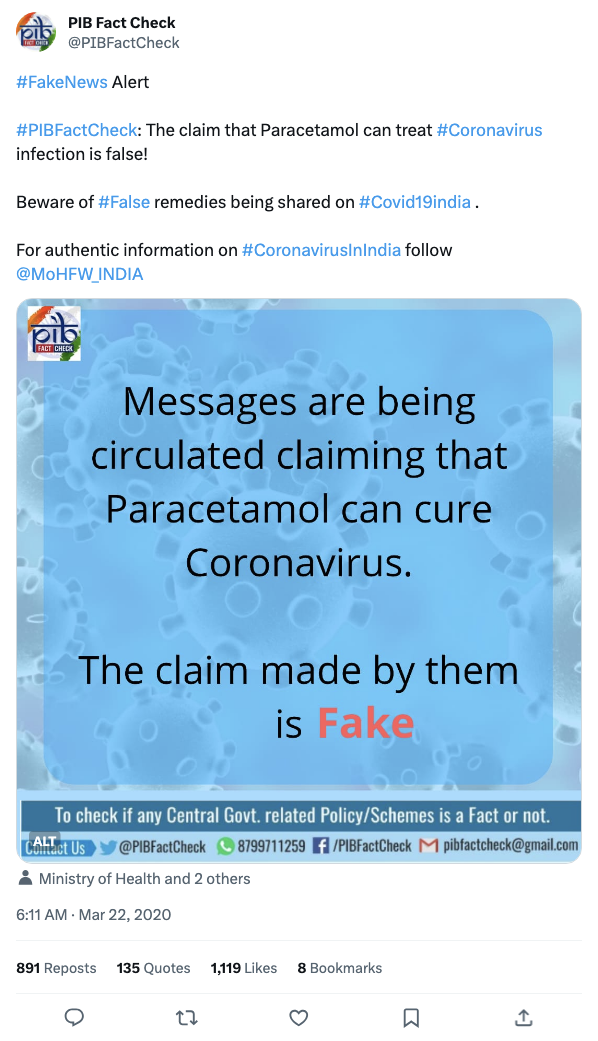 PIB Fact Check
@PIBFactCheck
#FakeNews Alert
#PIBFactCheck: The claim that Paracetamol can treat #Coronavirus
infection is false!
Beware of #False remedies being shared on #Covid19india .
For authentic information on #CoronavirusInIndia follow
@MoHFW_INDIA
pib
FACT CHECK
Messages are being
circulated claiming that
Paracetamol can cure
Coronavirus.
The claim made by them
is Fake
To check if any Central Govt. related Policy/Schemes is a Fact or not.
ALT
Contact Us @PIBFactCheck 8799711259 /PIBFactCheck pibfactcheck@gmail.com
Ministry of Health and 2 others
6:11 AM · Mar 22, 2020
891 Reposts 135 Quotes 1,119 Likes 8 Bookmarks